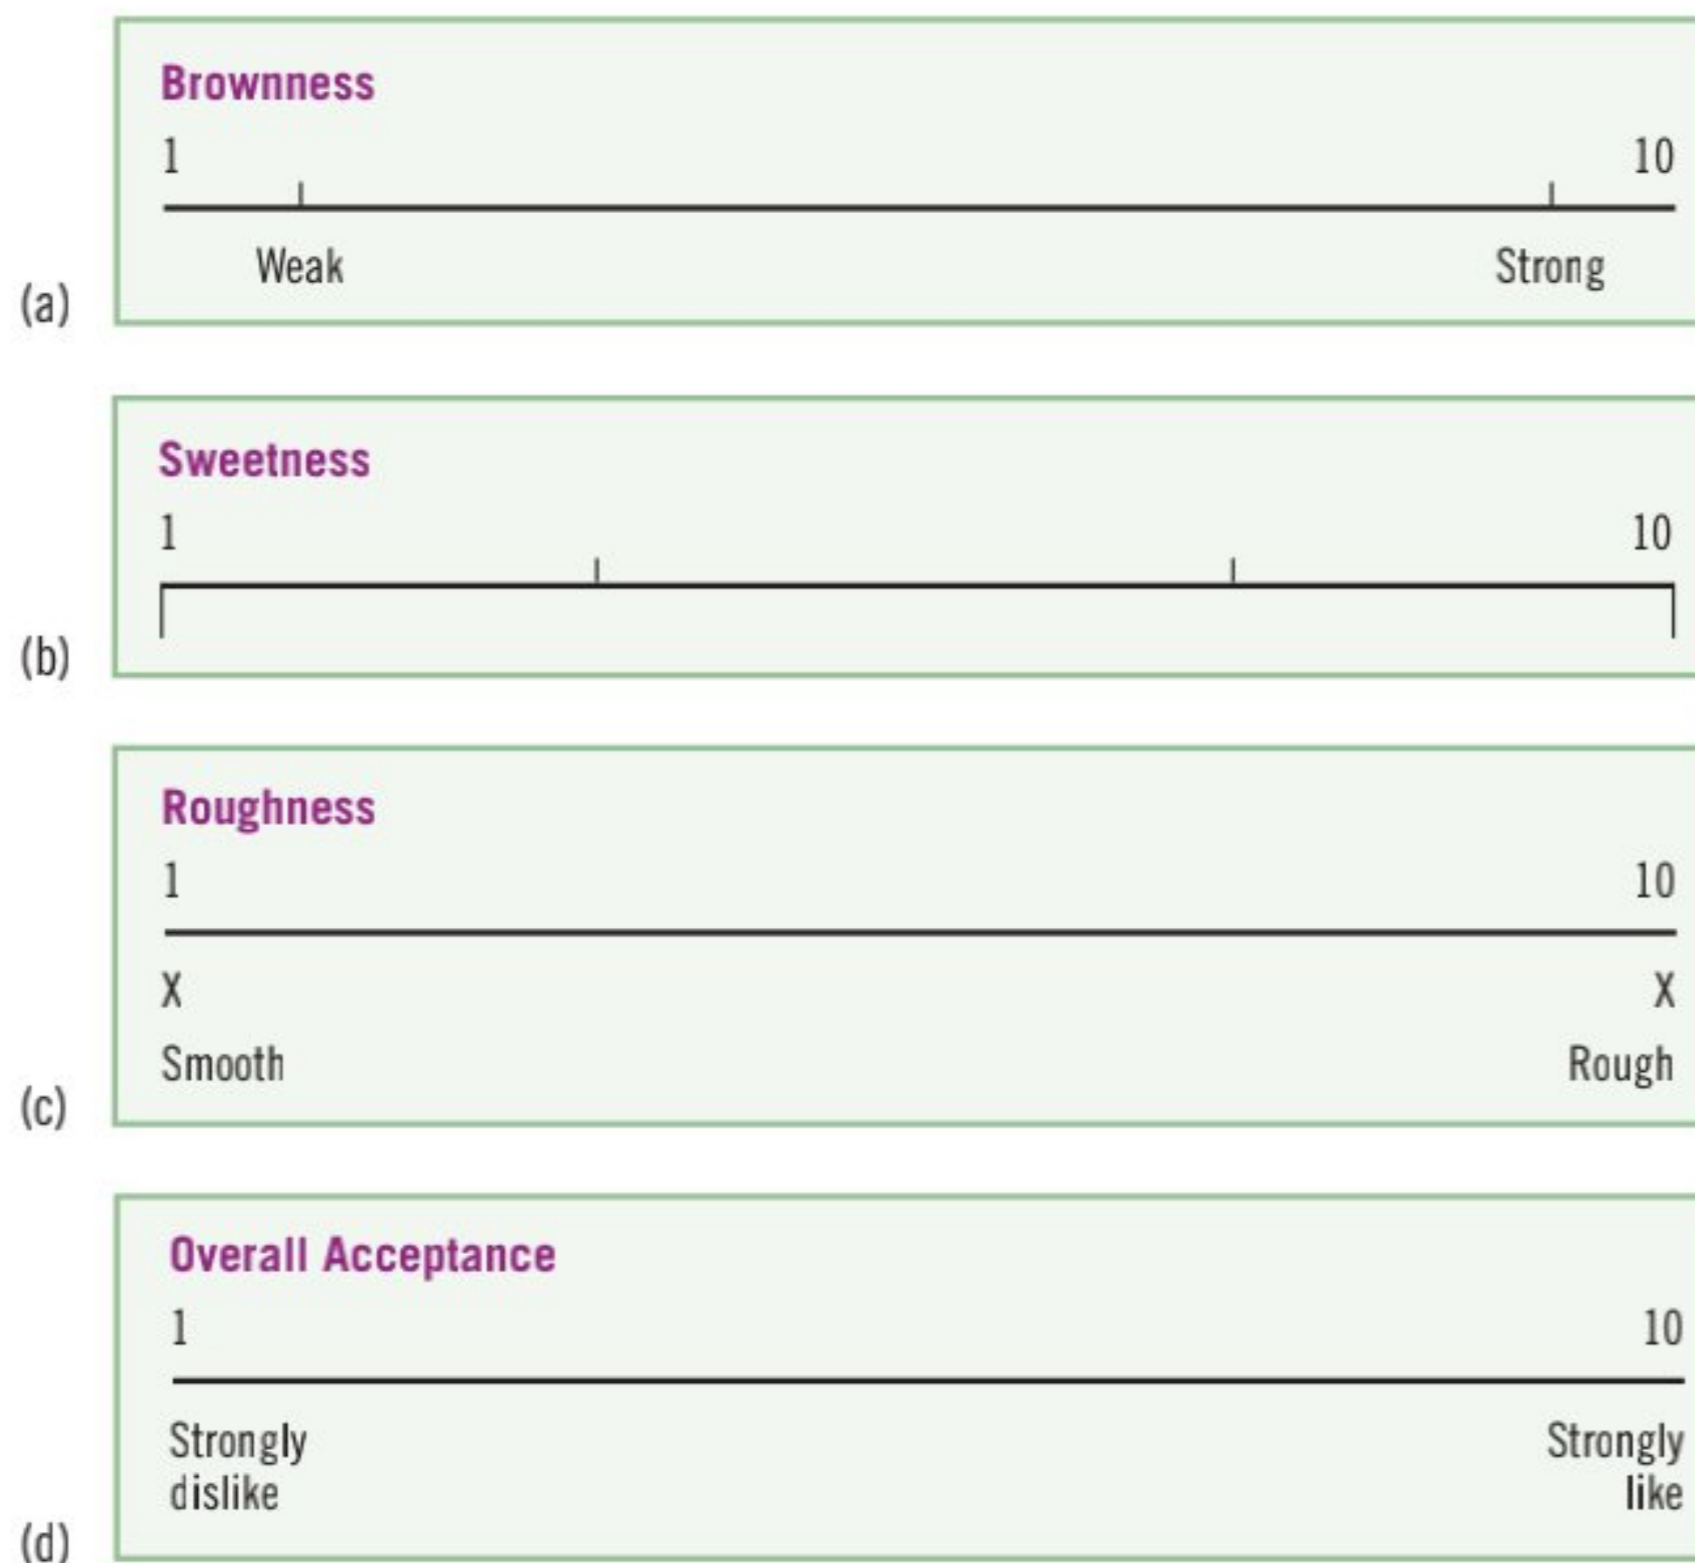 Brownness
1 10
Weak Strong
(a)
Sweetness
1 10
(b)
Roughness
1 10
X X
Smooth Rough
(c)
Overall Acceptance
1 10
Strongly Strongly
dislike like
(d)